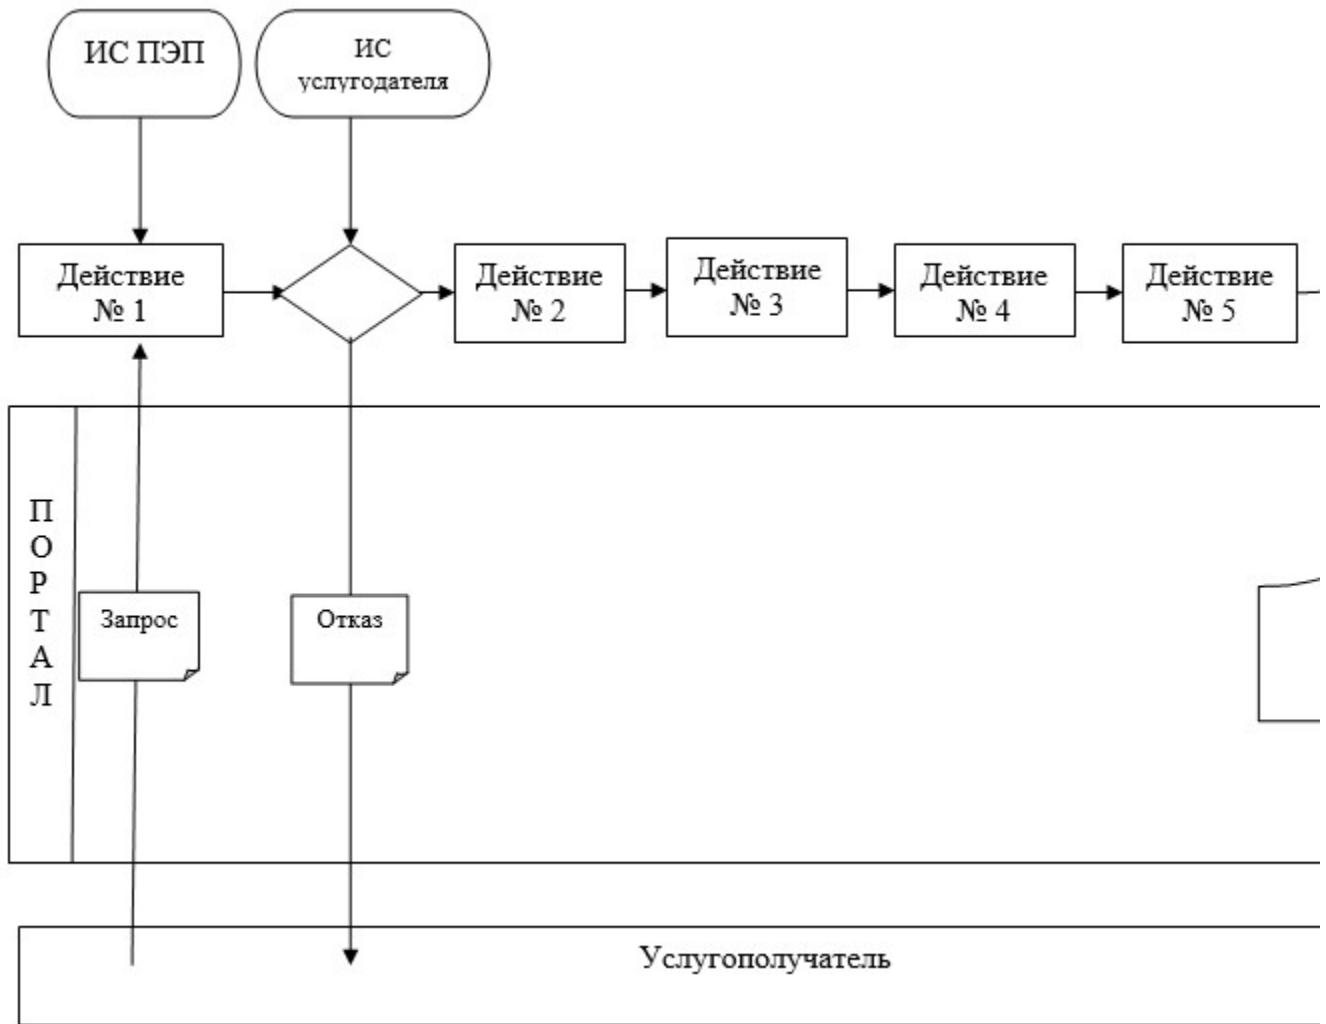 ИС ПЭП
ИС
услугодателя
Действие
№ 1
Действие
№ 2
Действие
№ 3
Действие
№ 4
Действие
№ 5
П
О
Р
Т
А
Л
Запрос
Отказ
Услугополучатель